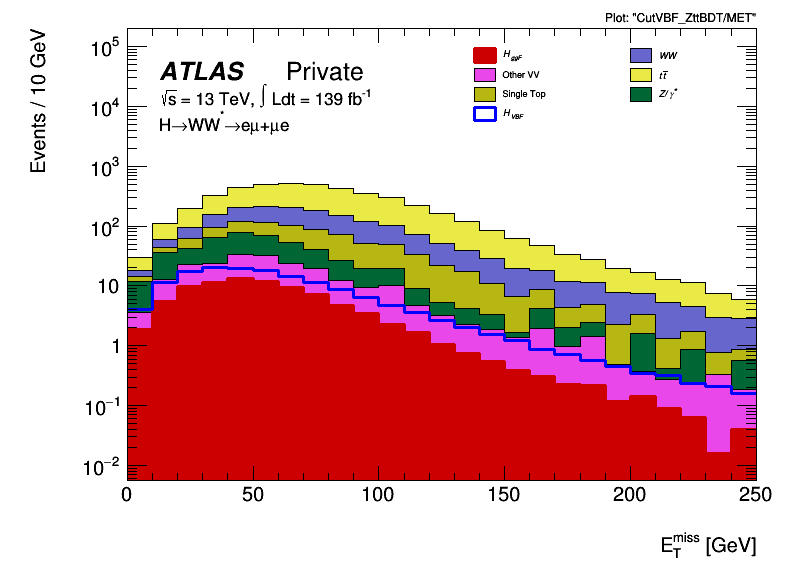 Plot: "CutVBF_ZttBDT/MET"
Events / 10 GeV
ATLAS Private
√s = 13 TeV, ∫ Ldt = 139 fb⁻¹
H→WW*→eμ+μe
H_ggF
Other VV
Single Top
H_VBF
WW
tt̅
Z/γ*
10⁵
10⁴
10³
10²
10
1
10⁻¹
10⁻²
0 50 100 150 200 250
E_T^miss [GeV]